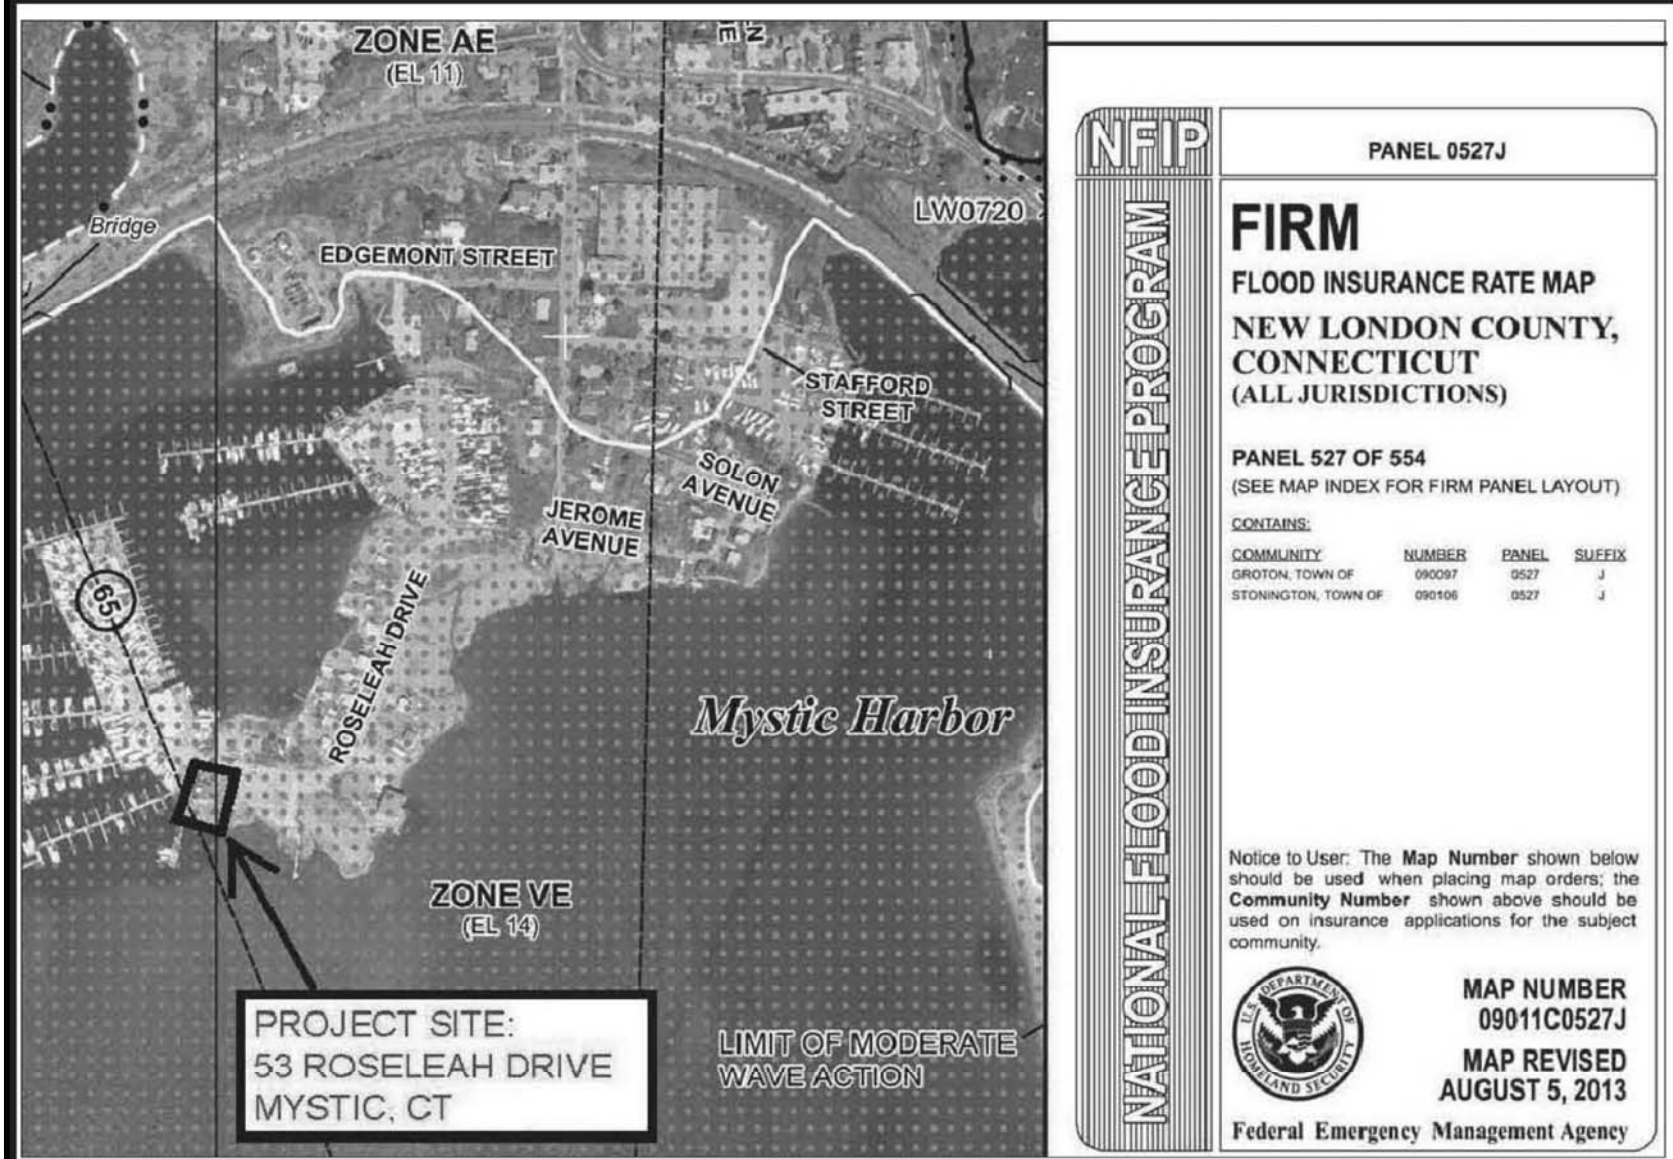 ZONE AE
(EL 11)
Bridge
EDGEMONT STREET
LW0720
STAFFORD
STREET
SOLON
AVENUE
JEROME
AVENUE
65
ROSELEAH DRIVE
Mystic Harbor
ZONE VE
(EL 14)
PROJECT SITE:
53 ROSELEAH DRIVE
MYSTIC, CT
LIMIT OF MODERATE
WAVE ACTION
NFIP
NATIONAL FLOOD INSURANCE PROGRAM
PANEL 0527J
FIRM
FLOOD INSURANCE RATE MAP
NEW LONDON COUNTY,
CONNECTICUT
(ALL JURISDICTIONS)
PANEL 527 OF 554
(SEE MAP INDEX FOR FIRM PANEL LAYOUT)
CONTAINS:
COMMUNITY NUMBER PANEL SUFFIX
GROTON, TOWN OF 090097 0527 J
STONINGTON, TOWN OF 090106 0527 J
Notice to User: The Map Number shown below
should be used when placing map orders; the
Community Number shown above should be
used on insurance applications for the subject
community.
U.S. DEPARTMENT OF
HOMELAND SECURITY
MAP NUMBER
09011C0527J
MAP REVISED
AUGUST 5, 2013
Federal Emergency Management Agency